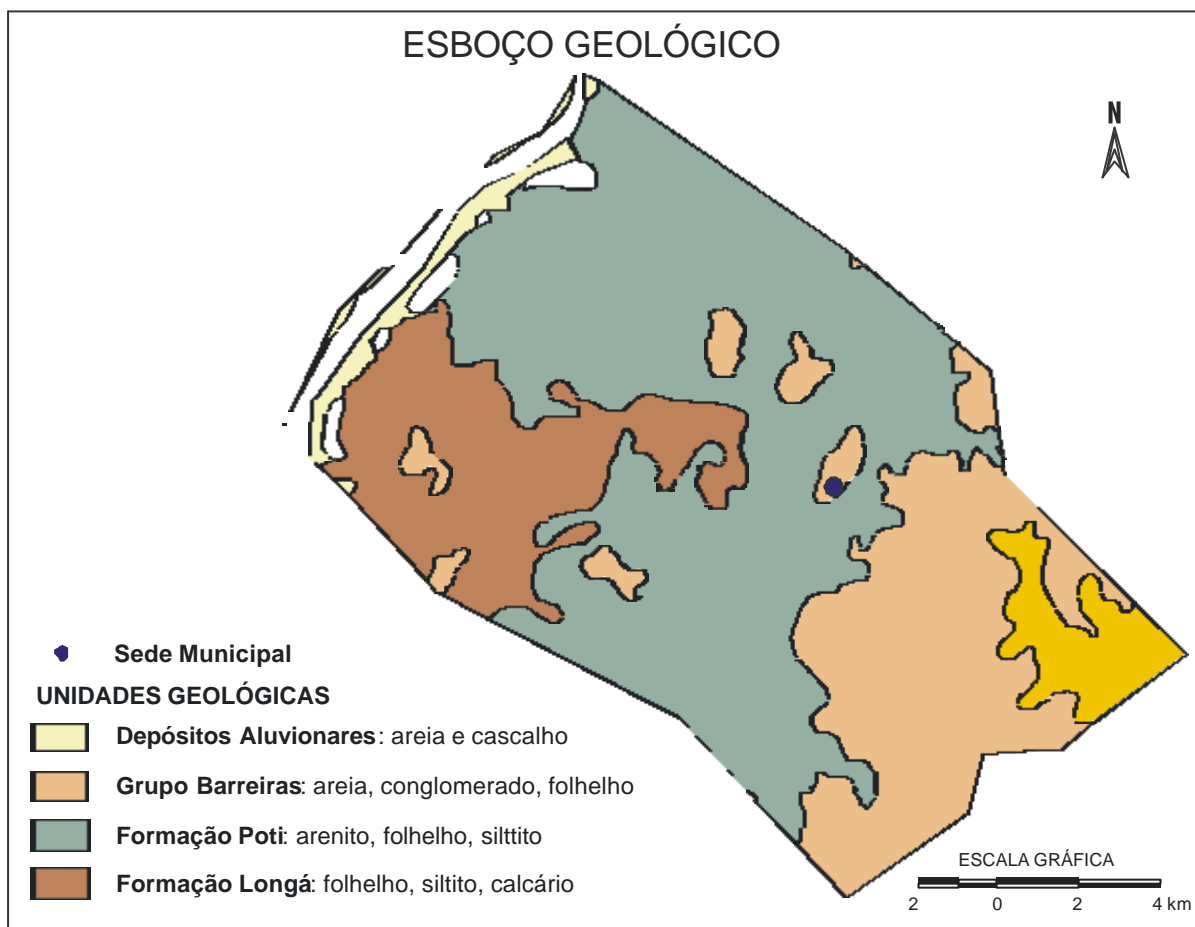 ESBOÇO GEOLÓGICO
N
Sede Municipal
UNIDADES GEOLÓGICAS
Depósitos Aluvionares: areia e cascalho
Grupo Barreiras: areia, conglomerado, folhelho
Formação Poti: arenito, folhelho, silttito
Formação Longá: folhelho, siltito, calcário
ESCALA GRÁFICA
2 0 2 4 km